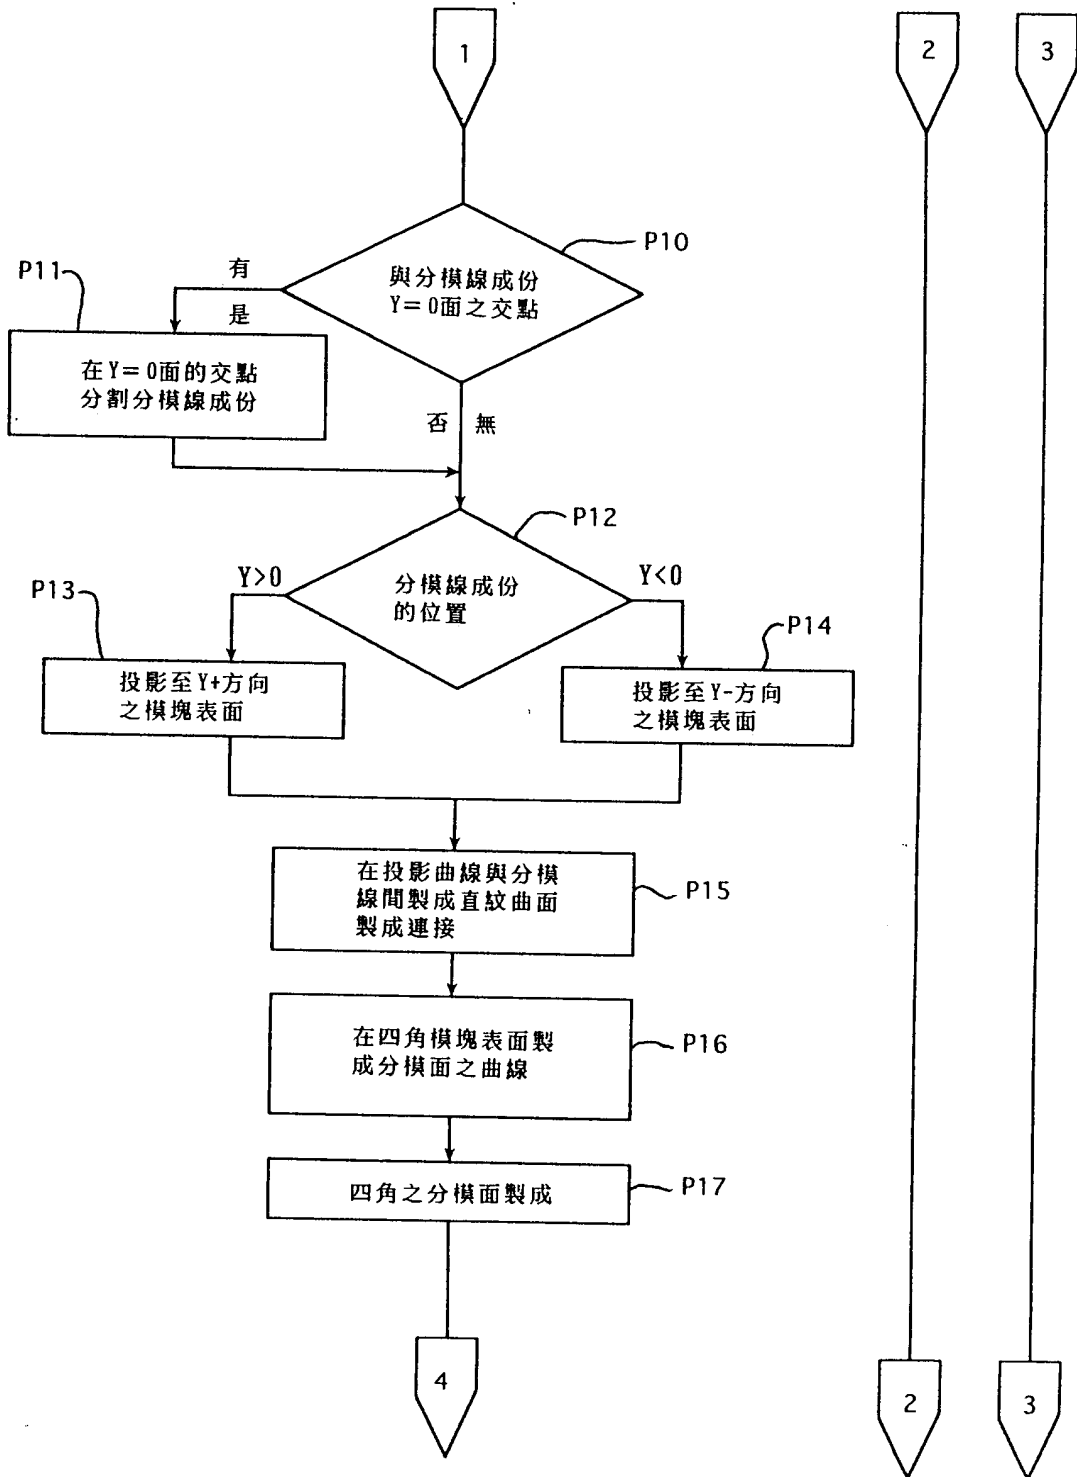 1
2
3
P10
與分模線成份
Y=0面之交點
P11
有
是
在Y=0面的交點
分割分模線成份
否 無
P12
分模線成份
的位置
Y>0
Y<0
P13
投影至Y+方向
之模塊表面
P14
投影至Y-方向
之模塊表面
在投影曲線與分模
線間製成直紋曲面
製成連接
P15
在四角模塊表面製
成分模面之曲線
P16
四角之分模面製成
P17
4
2
3